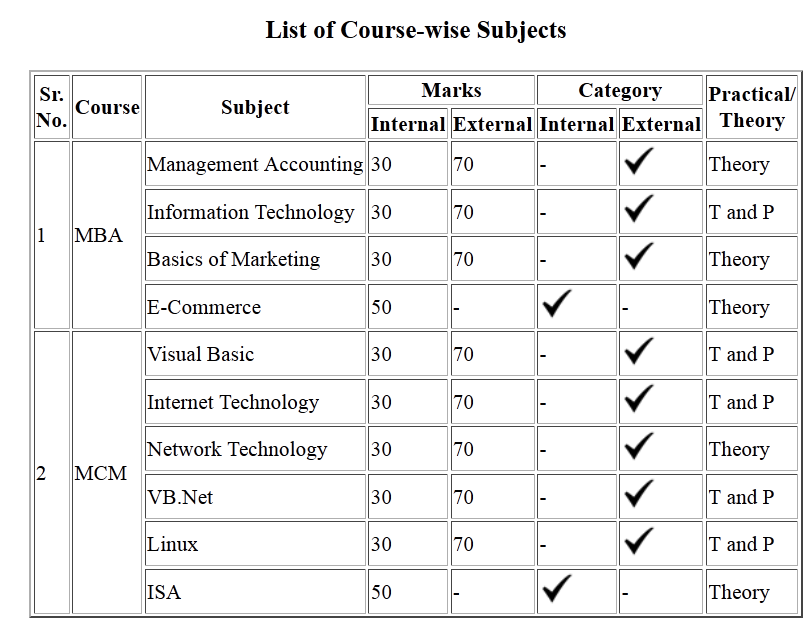 List of Course-wise Subjects
Sr. No. Course Subject Marks Category Practical/ Theory
Internal External Internal External
1 MBA Management Accounting 30 70 - ✓ Theory
Information Technology 30 70 - ✓ T and P
Basics of Marketing 30 70 - ✓ Theory
E-Commerce 50 - ✓ - Theory
2 MCM Visual Basic 30 70 - ✓ T and P
Internet Technology 30 70 - ✓ T and P
Network Technology 30 70 - ✓ Theory
VB.Net 30 70 - ✓ T and P
Linux 30 70 - ✓ T and P
ISA 50 - ✓ - Theory